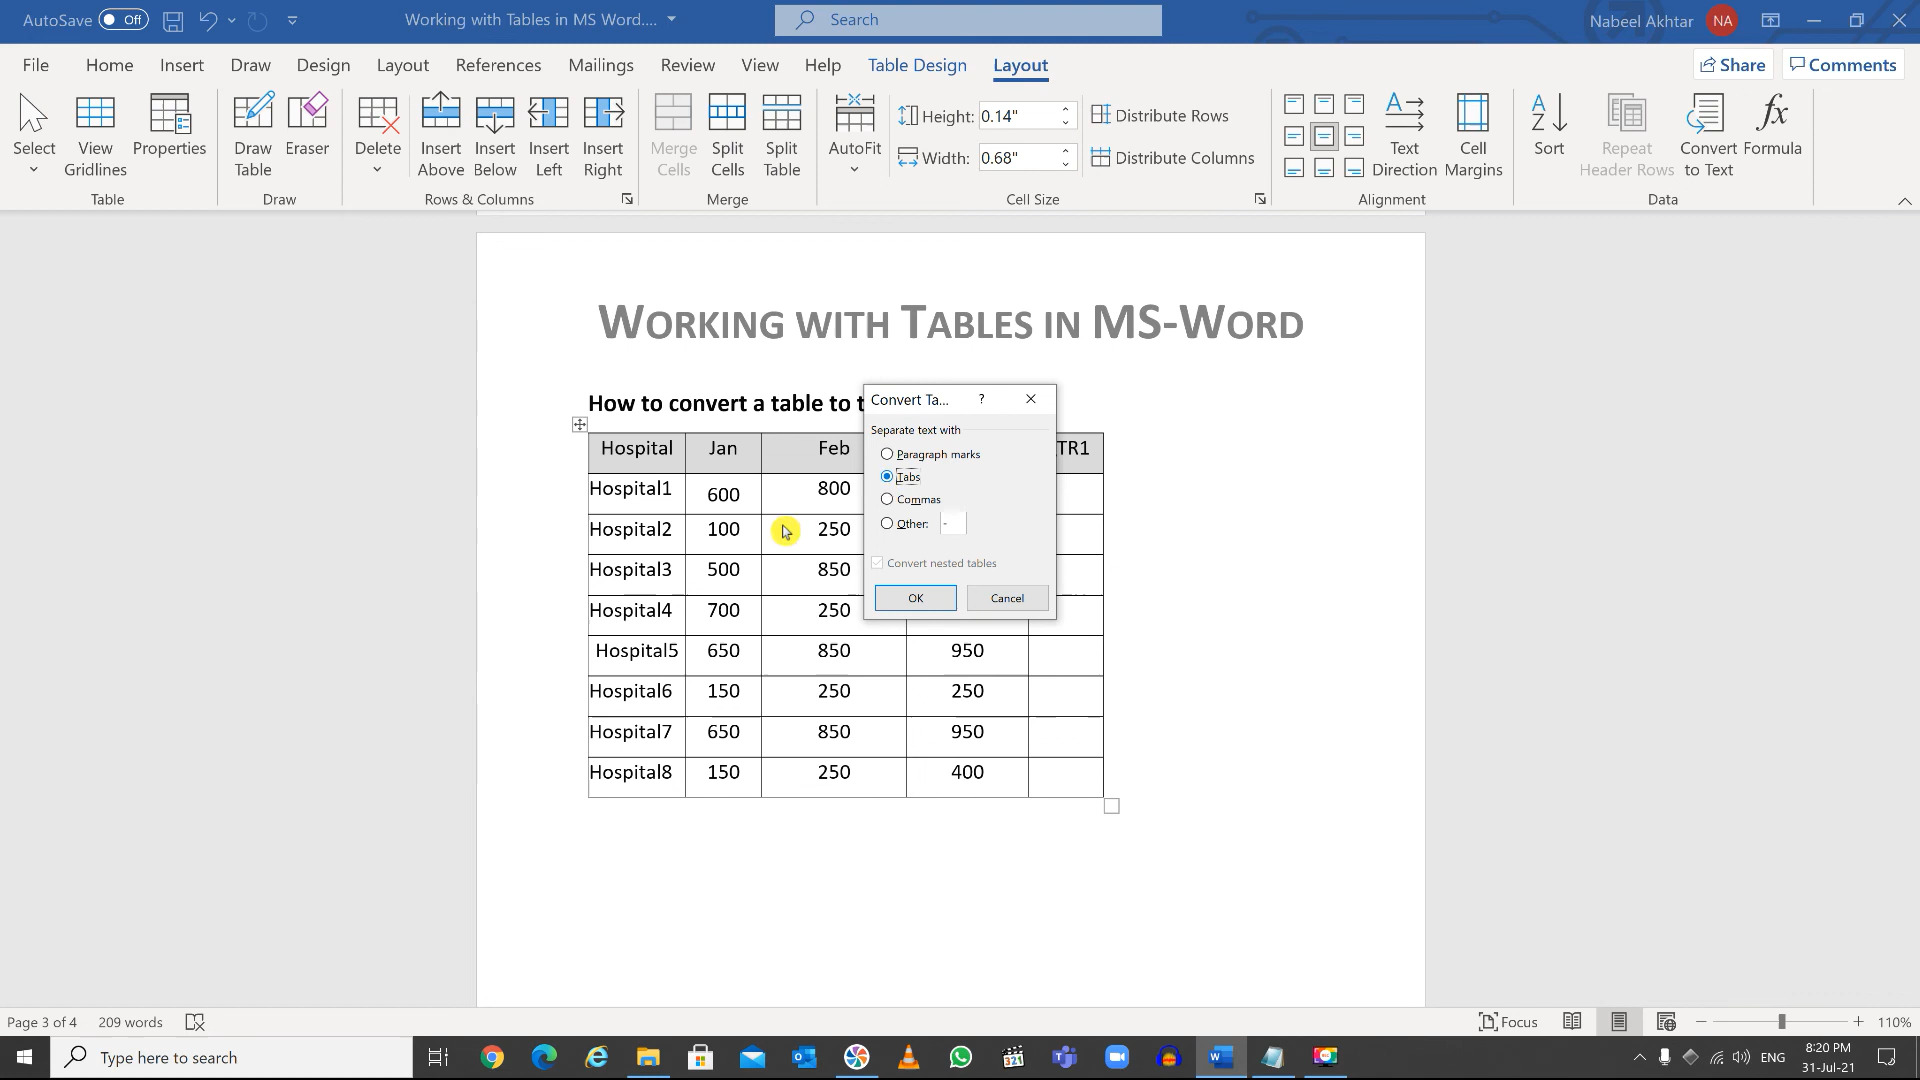 AutoSave Off Working with Tables in MS Word.... Search Nabeel Akhtar NA
File Home Insert Draw Design Layout References Mailings Review View Help Table Design Layout Share Comments
Select
View
Gridlines
Properties
Table
Draw
Table
Eraser
Draw
Delete
Insert
Above
Insert
Below
Insert
Left
Insert
Right
Rows & Columns
Merge
Cells
Split
Cells
Split
Table
Merge
AutoFit
Height: 0.14"
Width: 0.68"
Distribute Rows
Distribute Columns
Cell Size
Text
Direction
Cell
Margins
Alignment
Sort
Repeat
Header Rows
Convert
to Text
Formula
Data
WORKING WITH TABLES IN MS-WORD
How to convert a table to t
Hospital Jan Feb TR1
Hospital1 600 800
Hospital2 100 250
Hospital3 500 850
Hospital4 700 250
Hospital5 650 850 950
Hospital6 150 250 250
Hospital7 650 850 950
Hospital8 150 250 400
Convert Ta... ?
Separate text with
Paragraph marks
Tabs
Commas
Other: -
Convert nested tables
OK Cancel
Page 3 of 4 209 words Focus 110%
Type here to search 321 ENG
8:20 PM
31-Jul-21